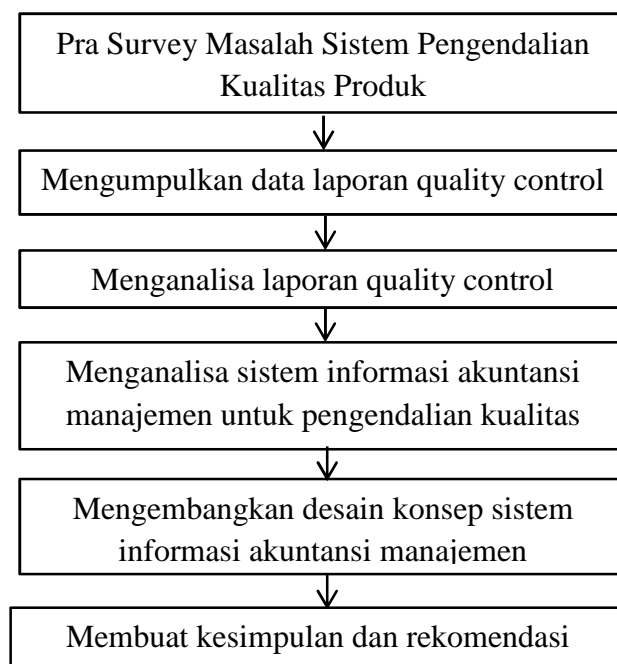 Pra Survey Masalah Sistem Pengendalian
Kualitas Produk
Mengumpulkan data laporan quality control
Menganalisa laporan quality control
Menganalisa sistem informasi akuntansi
manajemen untuk pengendalian kualitas
Mengembangkan desain konsep sistem
informasi akuntansi manajemen
Membuat kesimpulan dan rekomendasi